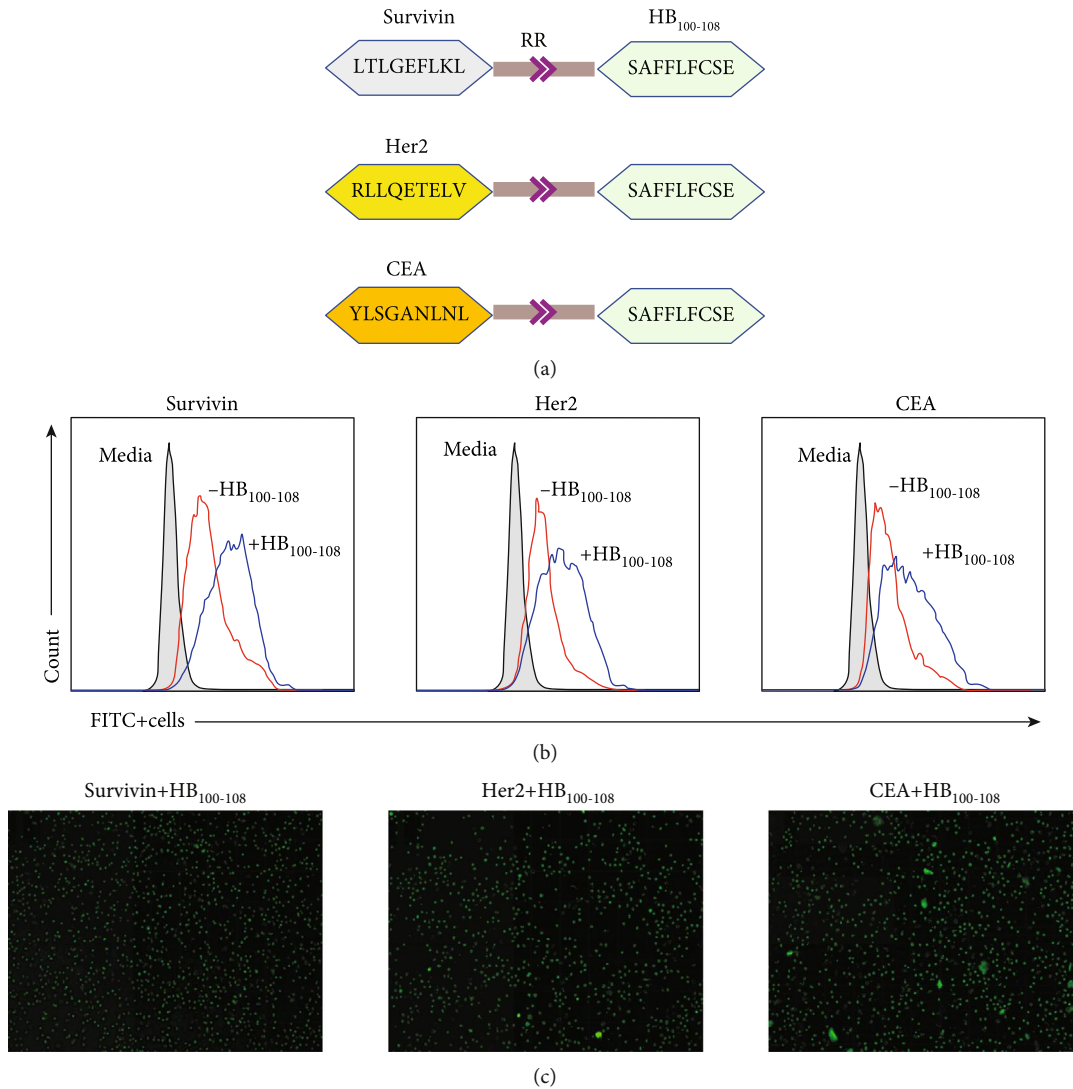 Survivin
RR
HB100-108
LTLGEFLKL
SAFFLFCSE
Her2
RLLQETELV
SAFFLFCSE
CEA
YLSGANLNL
SAFFLFCSE
(a)
Survivin
Her2
CEA
Count
Media
–HB100-108
+HB100-108
Media
–HB100-108
+HB100-108
Media
–HB100-108
+HB100-108
FITC+cells
(b)
Survivin+HB100-108
Her2+HB100-108
CEA+HB100-108
(c)